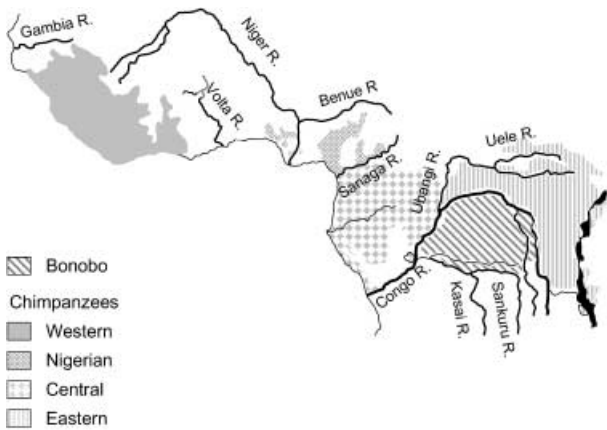 Gambia R.
Niger R.
Volta R.
Benue R
Sanaga R.
Ubangi R.
Uele R.
Congo R.
Kasai R.
Sankuru R.
Bonobo
Chimpanzees
Western
Nigerian
Central
Eastern